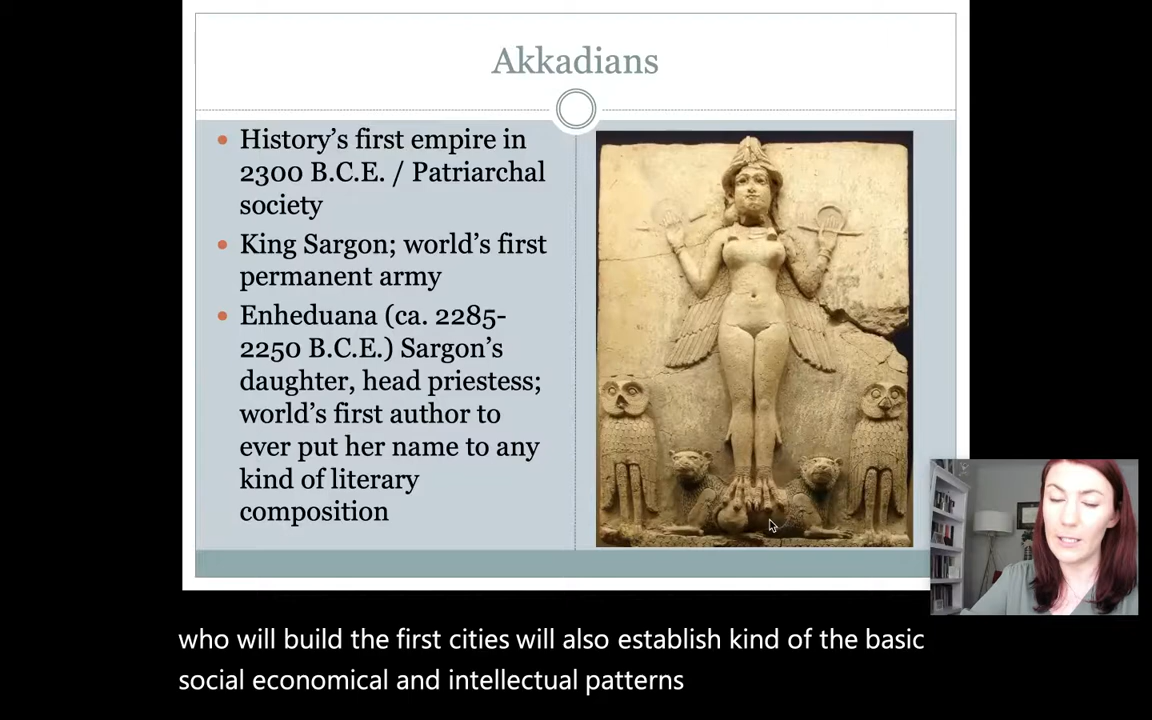 Akkadians
History's first empire in
2300 B.C.E. / Patriarchal
society
King Sargon; world's first
permanent army
Enheduana (ca. 2285-
2250 B.C.E.) Sargon's
daughter, head priestess;
world's first author to
ever put her name to any
kind of literary
composition
who will build the first cities will also establish kind of the basic
social economical and intellectual patterns